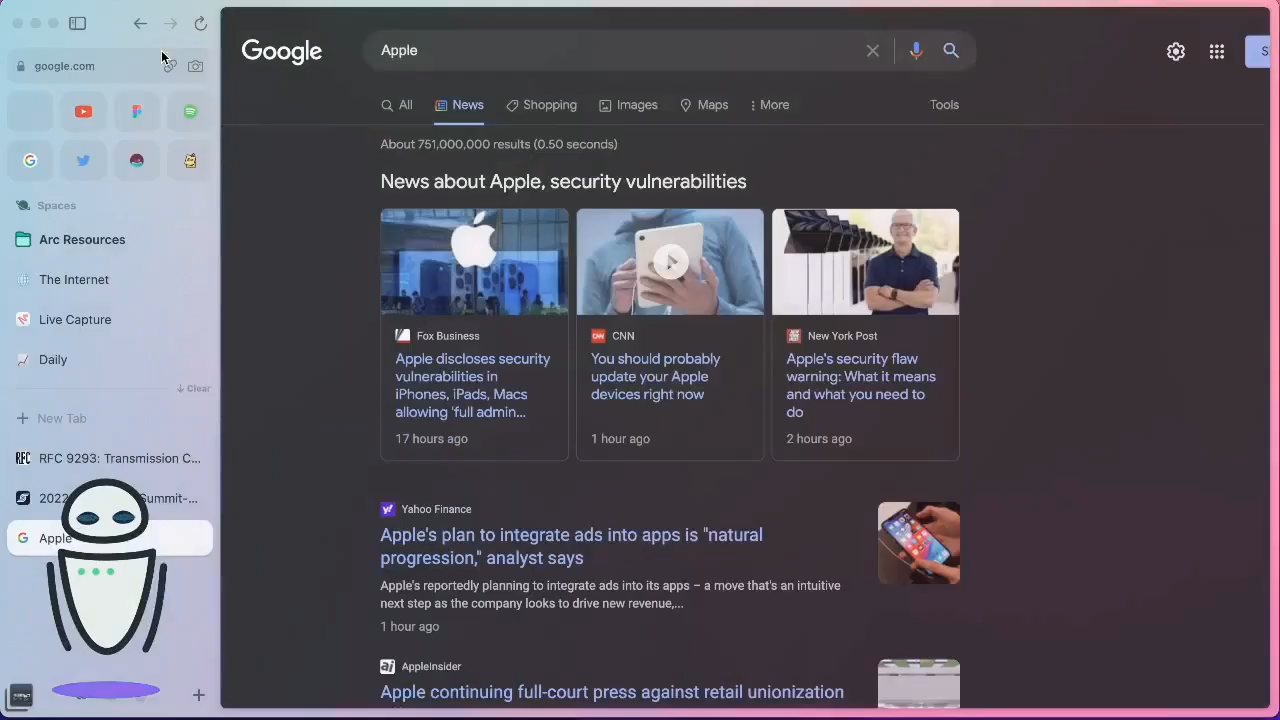 google.com
Spaces
Arc Resources
The Internet
Live Capture
Daily
Clear
New Tab
RFC 9293: Transmission C...
2022
Summit-...
Apple
Google
Apple
All
News
Shopping
Images
Maps
More
Tools
About 751,000,000 results (0.50 seconds)
News about Apple, security vulnerabilities
Fox Business
Apple discloses security
vulnerabilities in
iPhones, iPads, Macs
allowing 'full admin...
17 hours ago
CNN
You should probably
update your Apple
devices right now
1 hour ago
New York Post
Apple's security flaw
warning: What it means
and what you need to
do
2 hours ago
Yahoo Finance
Apple's plan to integrate ads into apps is "natural
progression," analyst says
Apple's reportedly planning to integrate ads into its apps – a move that's an intuitive
next step as the company looks to drive new revenue,...
1 hour ago
AppleInsider
Apple continuing full-court press against retail unionization